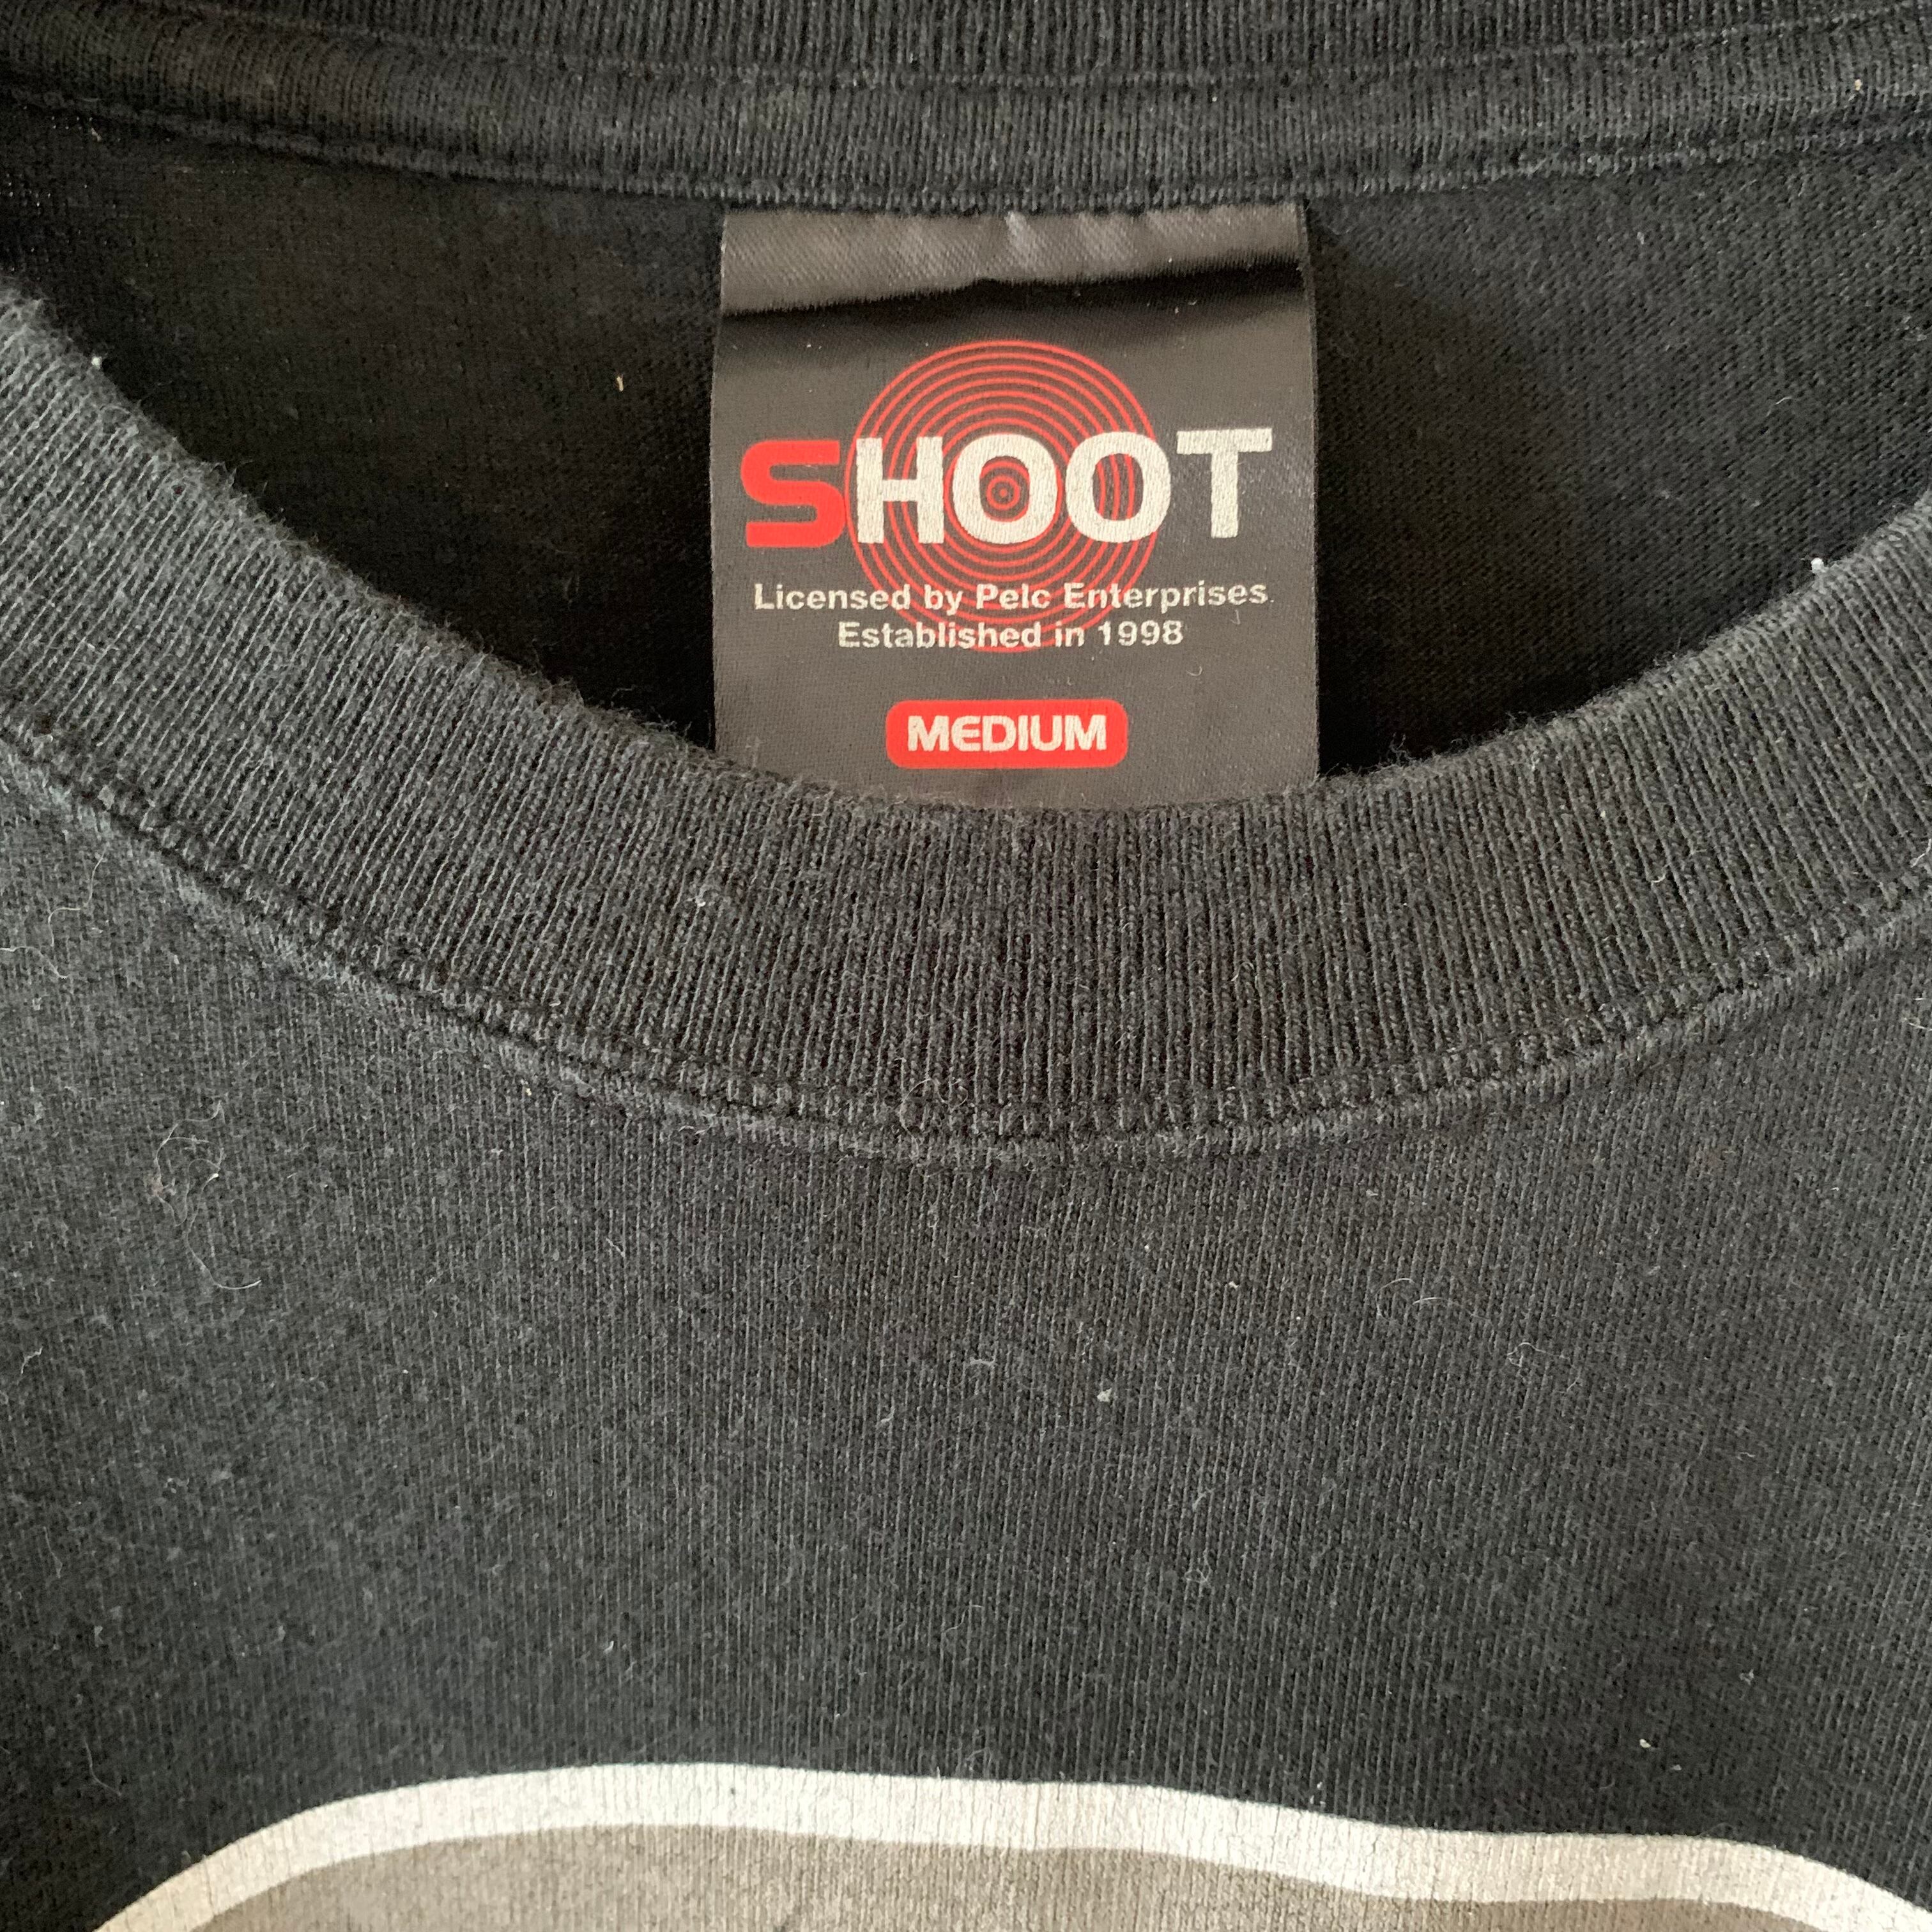 SHOOT
Licensed by Pelc Enterprises.
Established in 1998
MEDIUM